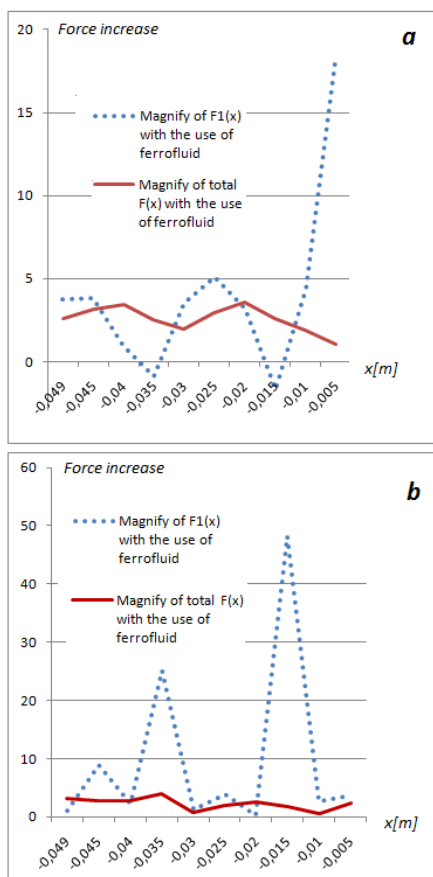 Force increase
a
20
Magnify of F1(x)
with the use of
ferrofluid
15
Magnify of total
F(x) with the use
of ferrofluid
10
5
0
-0,049
-0,045
-0,04
-0,035
-0,03
-0,025
-0,02
-0,015
-0,01
-0,005
x[m]
Force increase
b
60
Magnify of F1(x)
with the use of
ferrofluid
50
40
Magnify of total F(x)
with the use of
ferrofluid
30
20
10
0
-0,049
-0,045
-0,04
-0,035
-0,03
-0,025
-0,02
-0,015
-0,01
-0,005
x[m]